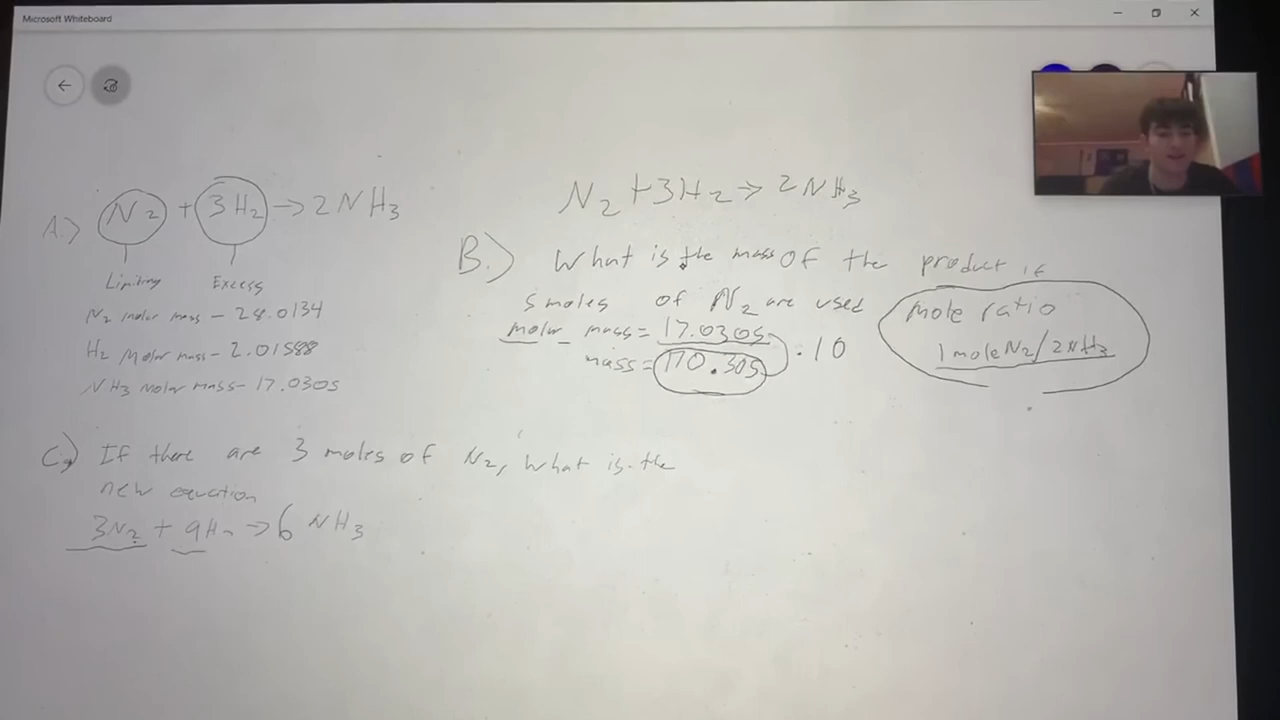 Microsoft Whiteboard
A.) N2 + 3H2 → 2NH3
Limiting Excess
N2 molar mass - 28.0134
H2 Molar mass - 2.01588
NH3 molar mass - 17.0305
N2 + 3H2 → 2NH3
B.) What is the mass of the product if
5 moles of N2 are used
molar mass = 17.0305
mass = 170.305 · 10
mole ratio
1 mole N2/2NH3
C.) If there are 3 moles of N2, what is the
new equation
3N2 + 9H2 → 6 NH3